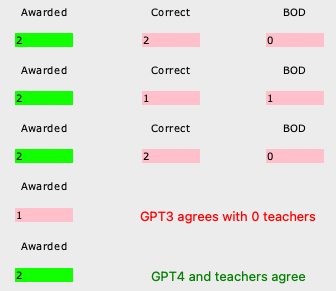 Awarded Correct BOD
2 2 0
Awarded Correct BOD
2 1 1
Awarded Correct BOD
2 2 0
Awarded
1 GPT3 agrees with 0 teachers
Awarded
2 GPT4 and teachers agree